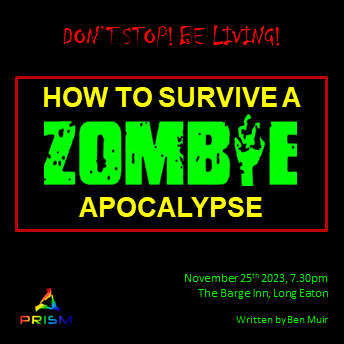 DON'T STOP! BE LIVING!
HOW TO SURVIVE A
ZOMBIE
APOCALYPSE
November 25th 2023, 7.30pm
The Barge Inn, Long Eaton
Written by Ben Muir
PRISM